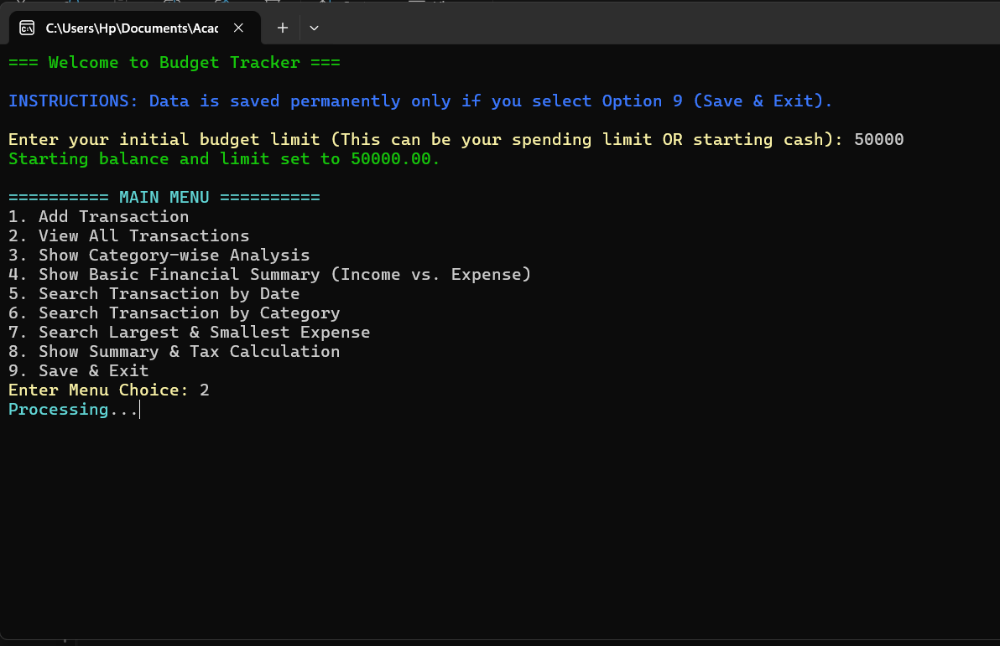 C:\Users\Hp\Documents\Acac
=== Welcome to Budget Tracker ===
INSTRUCTIONS: Data is saved permanently only if you select Option 9 (Save & Exit).
Enter your initial budget limit (This can be your spending limit OR starting cash): 50000
Starting balance and limit set to 50000.00.
========== MAIN MENU ==========
1. Add Transaction
2. View All Transactions
3. Show Category-wise Analysis
4. Show Basic Financial Summary (Income vs. Expense)
5. Search Transaction by Date
6. Search Transaction by Category
7. Search Largest & Smallest Expense
8. Show Summary & Tax Calculation
9. Save & Exit
Enter Menu Choice: 2
Processing...